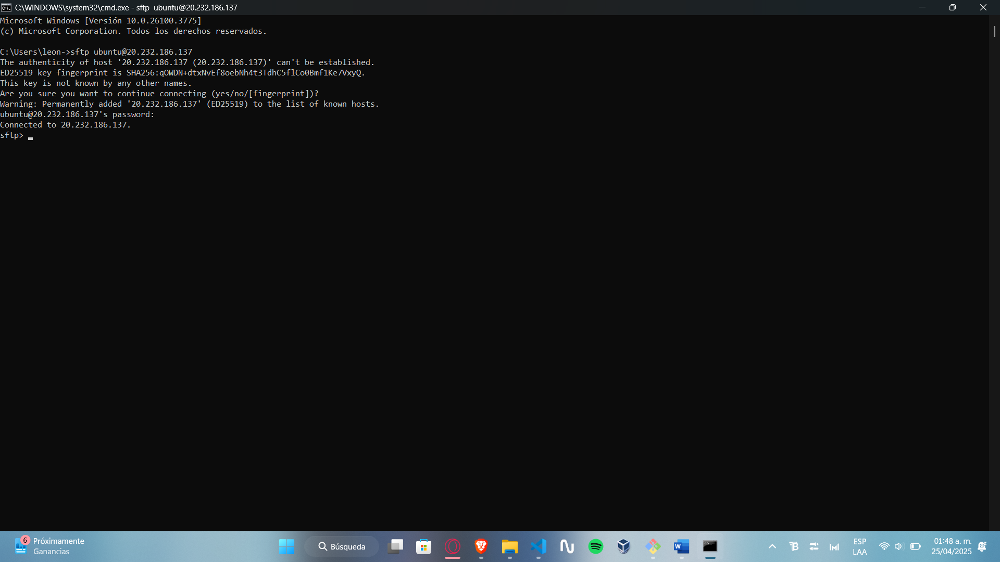 C:\WINDOWS\system32\cmd.exe - sftp  ubuntu@20.232.186.137
Microsoft Windows [Versión 10.0.26100.3775]
(c) Microsoft Corporation. Todos los derechos reservados.
C:\Users\leon->sftp ubuntu@20.232.186.137
The authenticity of host '20.232.186.137 (20.232.186.137)' can't be established.
ED25519 key fingerprint is SHA256:qOWDN+dtxNvEf8oebNh4t3TdhC5flCo0Bmf1Ke7VxyQ.
This key is not known by any other names.
Are you sure you want to continue connecting (yes/no/[fingerprint])?
Warning: Permanently added '20.232.186.137' (ED25519) to the list of known hosts.
ubuntu@20.232.186.137's password:
Connected to 20.232.186.137.
sftp>
6
Próximamente
Ganancias
Búsqueda
ESP
LAA
01:48 a. m.
25/04/2025